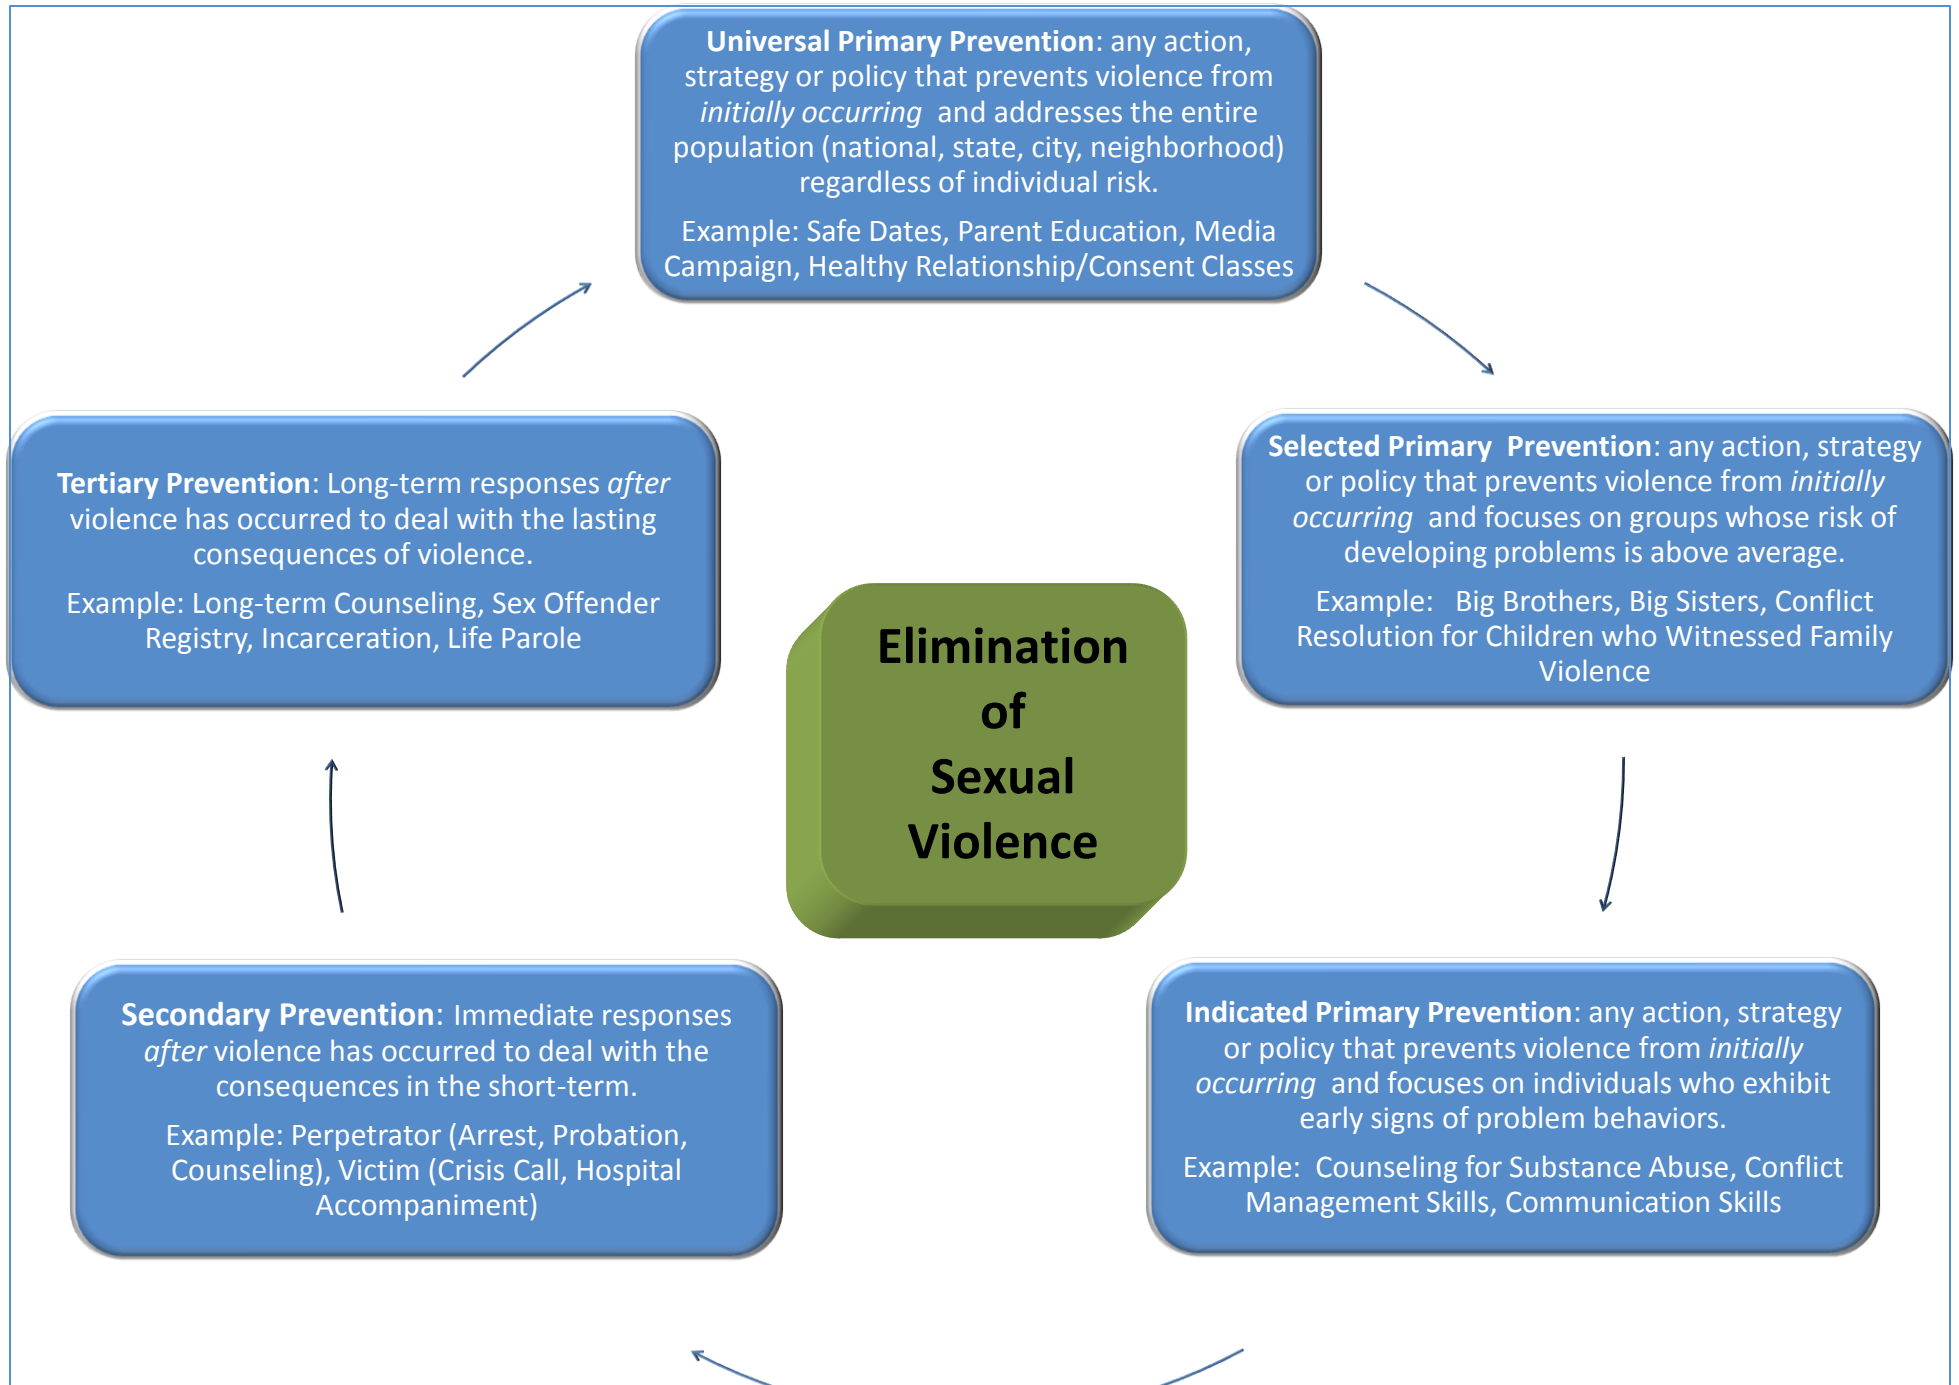 Universal Primary Prevention: any action,
strategy or policy that prevents violence from
initially occurring and addresses the entire
population (national, state, city, neighborhood)
regardless of individual risk.
Example: Safe Dates, Parent Education, Media
Campaign, Healthy Relationship/Consent Classes
Selected Primary Prevention: any action, strategy
or policy that prevents violence from initially
occurring and focuses on groups whose risk of
developing problems is above average.
Example: Big Brothers, Big Sisters, Conflict
Resolution for Children who Witnessed Family
Violence
Indicated Primary Prevention: any action, strategy
or policy that prevents violence from initially
occurring and focuses on individuals who exhibit
early signs of problem behaviors.
Example: Counseling for Substance Abuse, Conflict
Management Skills, Communication Skills
Secondary Prevention: Immediate responses
after violence has occurred to deal with the
consequences in the short-term.
Example: Perpetrator (Arrest, Probation,
Counseling), Victim (Crisis Call, Hospital
Accompaniment)
Tertiary Prevention: Long-term responses after
violence has occurred to deal with the lasting
consequences of violence.
Example: Long-term Counseling, Sex Offender
Registry, Incarceration, Life Parole
Elimination
of
Sexual
Violence